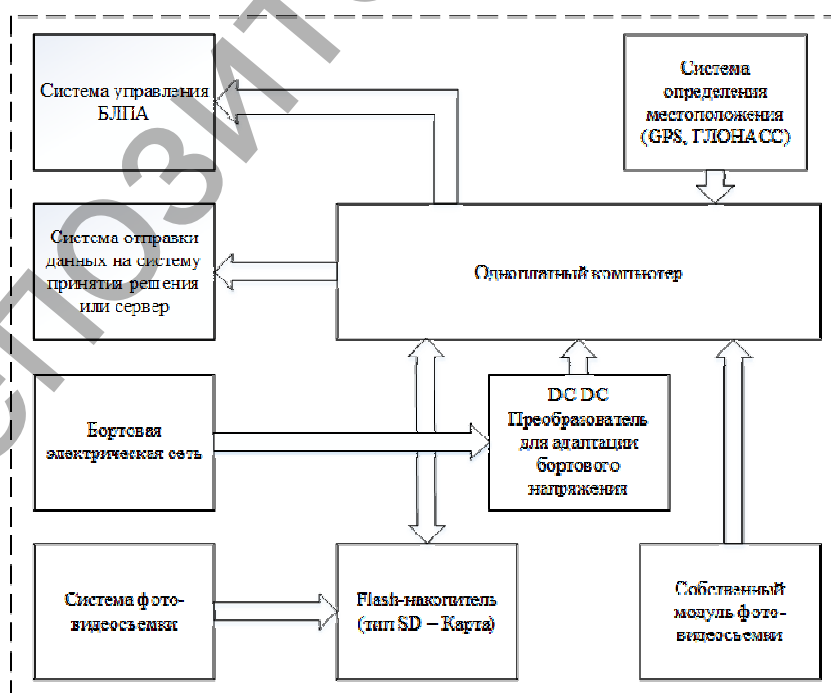 Система управления
БЛПА
Система
определения
местоположения
(GPS, ГЛОНАСС)
Система отправки
данных на систему
принятия решения
или сервер
Одноплатный компьютер
Бортовая
электрическая сеть
DC DC
Преобразователь
для адаптации
бортового
напряжения
Система фото-
видеосъемки
Flash-накопитель
(тип SD – Карта)
Собственный
модуль фото-
видеосъемки